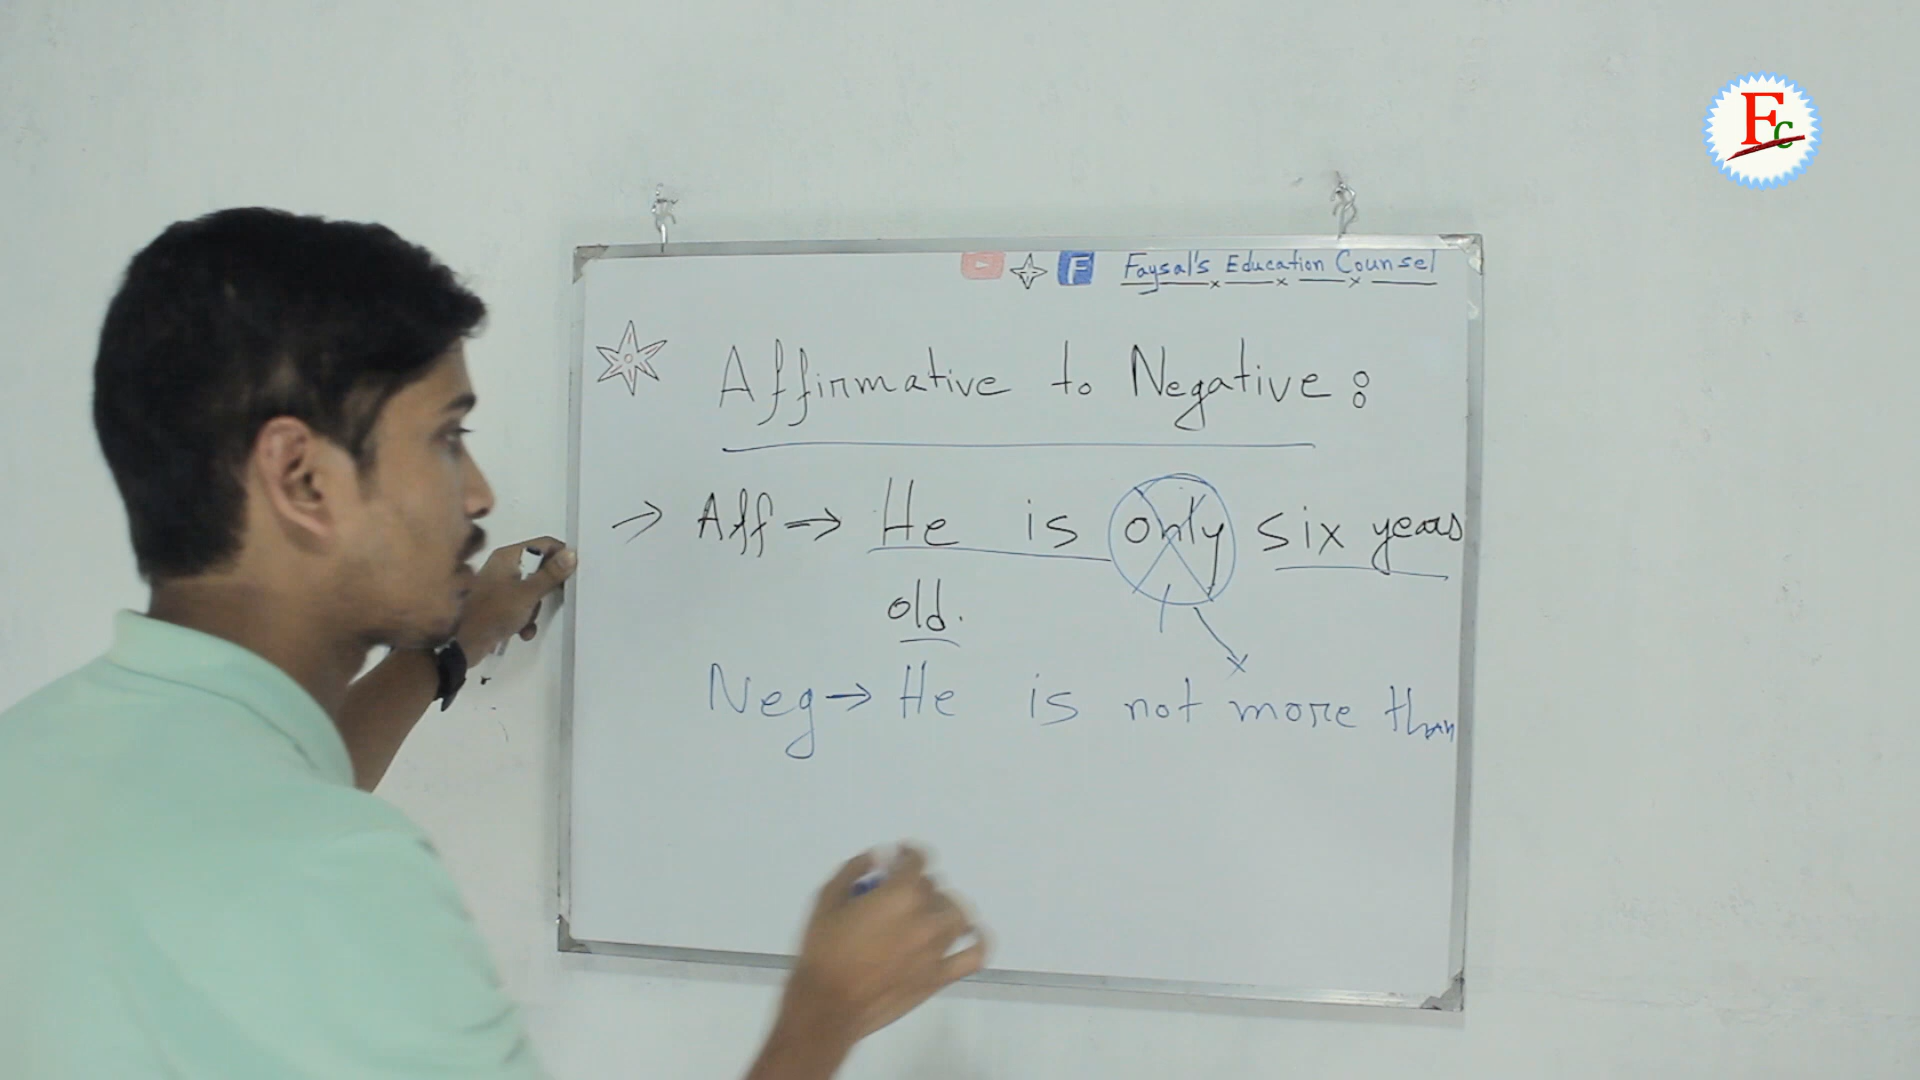 Fc
F Faysal's Education Counsel
Affirmative to Negative:
→ Aff → He is only six years
old.
Neg → He is not more than